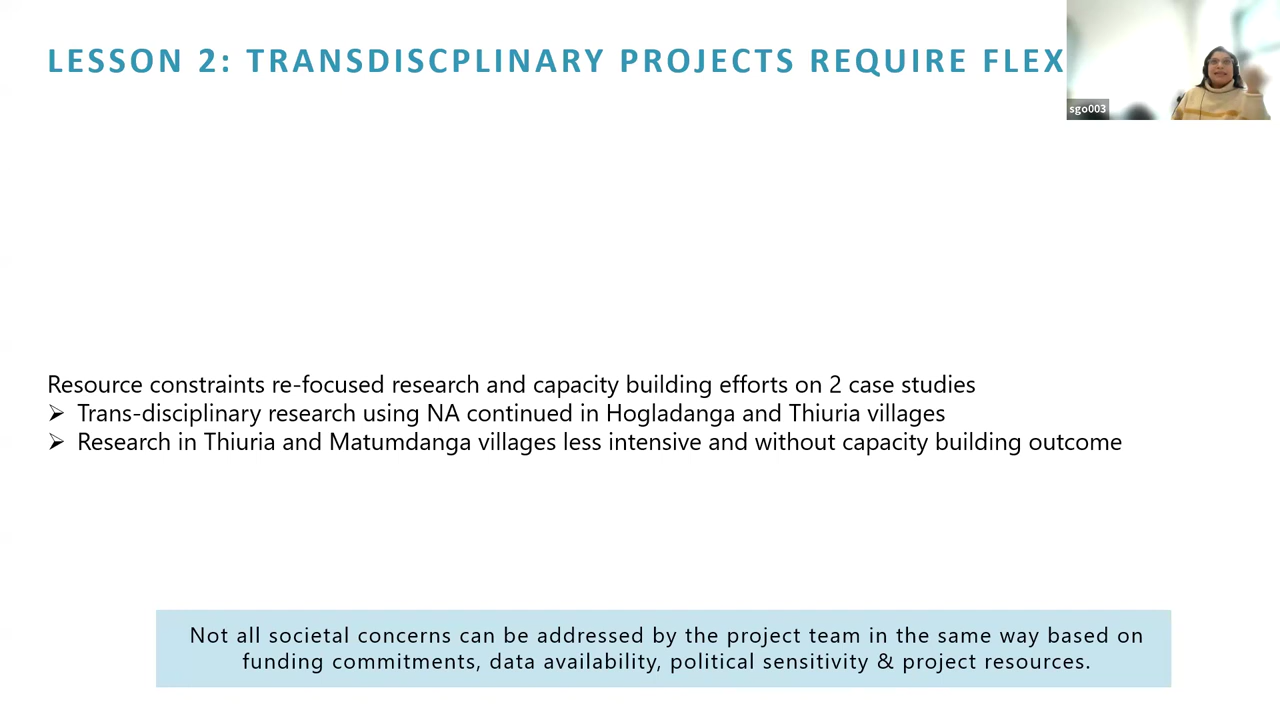 LESSON 2: TRANSDISCPLINARY PROJECTS REQUIRE FLEX
sgo003
Resource constraints re-focused research and capacity building efforts on 2 case studies
➢ Trans-disciplinary research using NA continued in Hogladanga and Thiuria villages
➢ Research in Thiuria and Matumdanga villages less intensive and without capacity building outcome
Not all societal concerns can be addressed by the project team in the same way based on
funding commitments, data availability, political sensitivity & project resources.